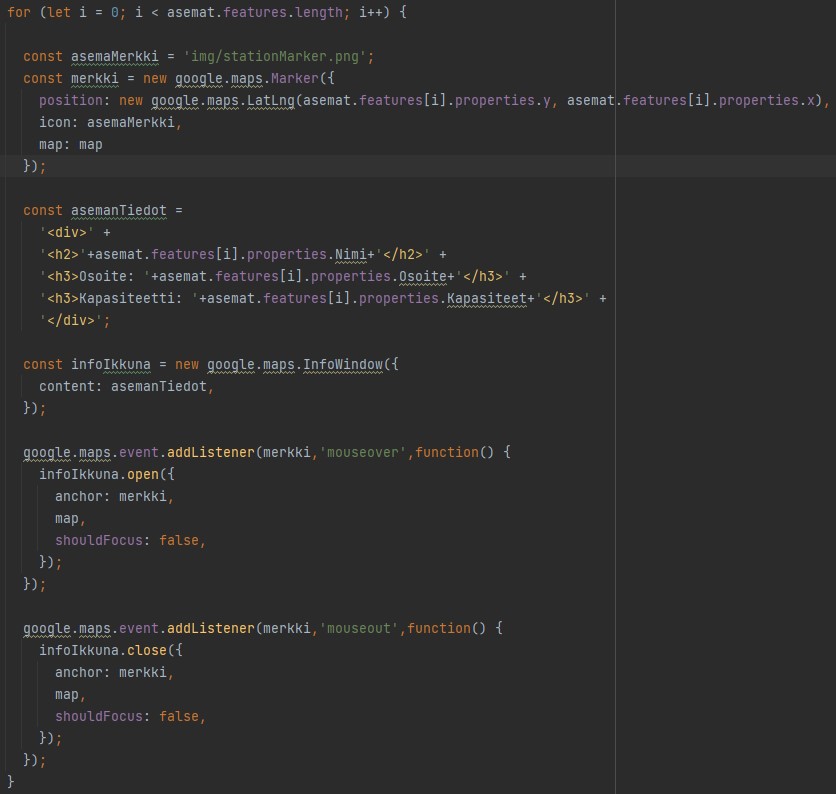 for (let i = 0; i < asemat.features.length; i++) {
const asemaMerkki = 'img/stationMarker.png';
const merkki = new google.maps.Marker({
position: new google.maps.LatLng(asemat.features[i].properties.y, asemat.features[i].properties.x),
icon: asemaMerkki,
map: map
});
const asemanTiedot =
'<div>' +
'<h2>'+asemat.features[i].properties.Nimi+'</h2>' +
'<h3>Osoite: '+asemat.features[i].properties.Osoite+'</h3>' +
'<h3>Kapasiteetti: '+asemat.features[i].properties.Kapasiteet+'</h3>' +
'</div>';
const infoIkkuna = new google.maps.InfoWindow({
content: asemanTiedot,
});
google.maps.event.addListener(merkki,'mouseover',function() {
infoIkkuna.open({
anchor: merkki,
map,
shouldFocus: false,
});
});
google.maps.event.addListener(merkki,'mouseout',function() {
infoIkkuna.close({
anchor: merkki,
map,
shouldFocus: false,
});
});
}